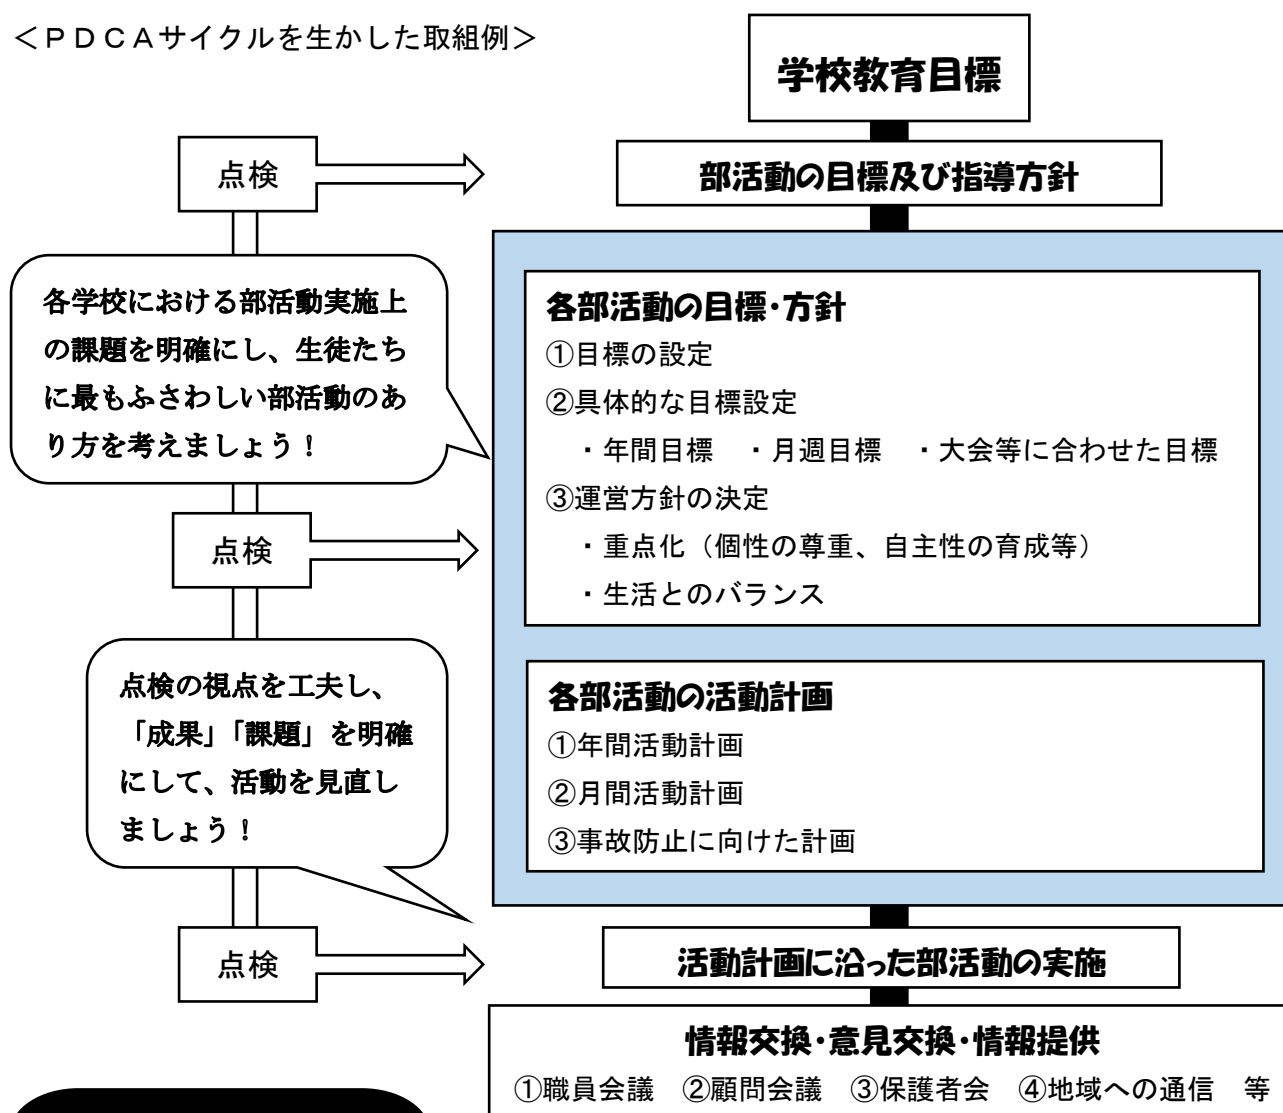 ＜ＰＤＣＡサイクルを生かした取組例＞
学校教育目標
点検
部活動の目標及び指導方針
各学校における部活動実施上
の課題を明確にし、生徒たち
に最もふさわしい部活動のあ
り方を考えましょう！
各部活動の目標・方針
①目標の設定
②具体的な目標設定
・年間目標　・月週目標　・大会等に合わせた目標
③運営方針の決定
・重点化（個性の尊重、自主性の育成等）
・生活とのバランス
点検
点検の視点を工夫し、
「成果」「課題」を明確
にして、活動を見直し
ましょう！
各部活動の活動計画
①年間活動計画
②月間活動計画
③事故防止に向けた計画
点検
活動計画に沿った部活動の実施
情報交換・意見交換・情報提供
①職員会議　②顧問会議　③保護者会　④地域への通信　等